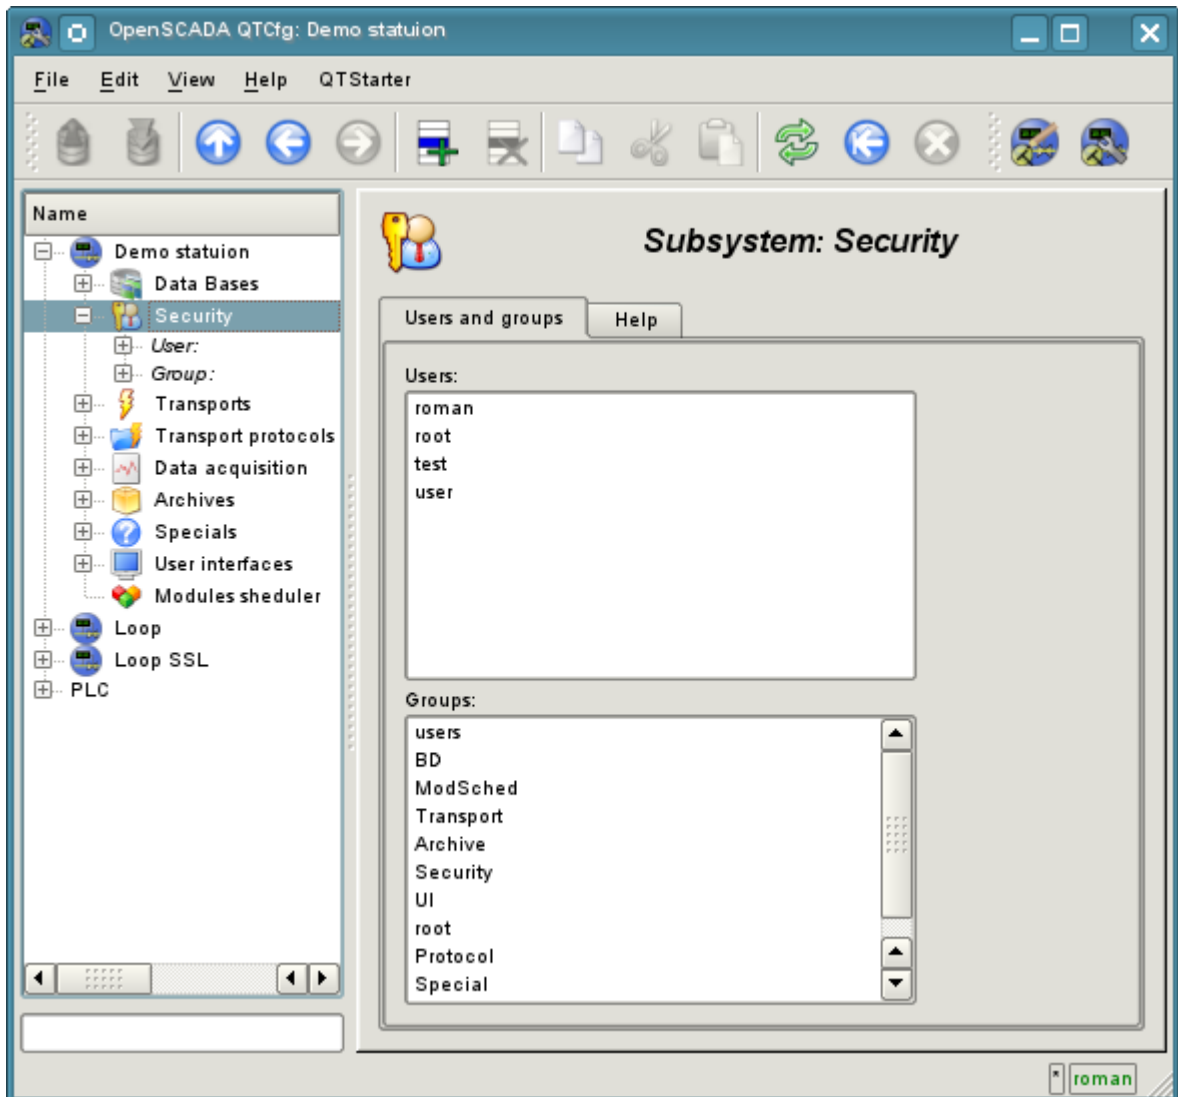 OpenSCADA QTCfg: Demo statuion
File Edit View Help QTStarter
Name
Demo statuion
Data Bases
Security
User:
Group:
Transports
Transport protocols
Data acquisition
Archives
Specials
User interfaces
Modules sheduler
Loop
Loop SSL
PLC
Subsystem: Security
Users and groups Help
Users:
roman
root
test
user
Groups:
users
BD
ModSched
Transport
Archive
Security
UI
root
Protocol
Special
* roman